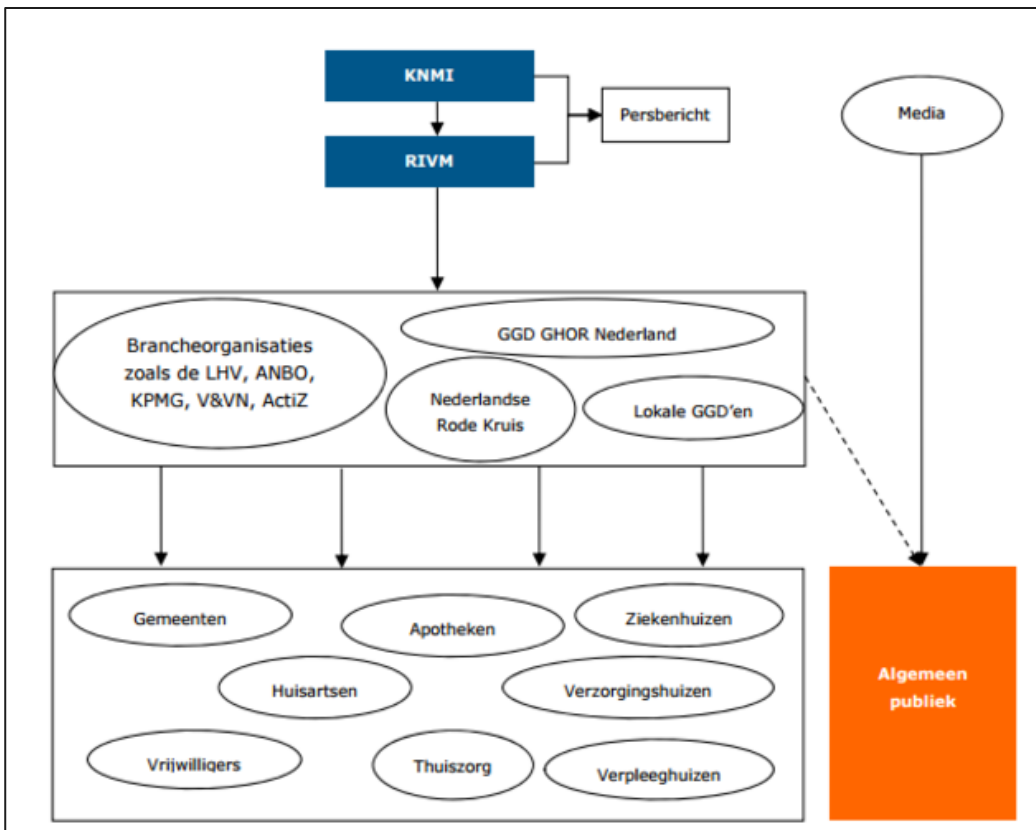 KNMI
Persbericht
Media
RIVM
Brancheorganisaties
zoals de LHV, ANBO,
KPMG, V&VN, ActiZ
GGD GHOR Nederland
Nederlandse
Rode Kruis
Lokale GGD'en
Gemeenten
Apotheken
Ziekenhuizen
Huisartsen
Verzorgingshuizen
Vrijwilligers
Thuiszorg
Verpleeghuizen
Algemeen
publiek